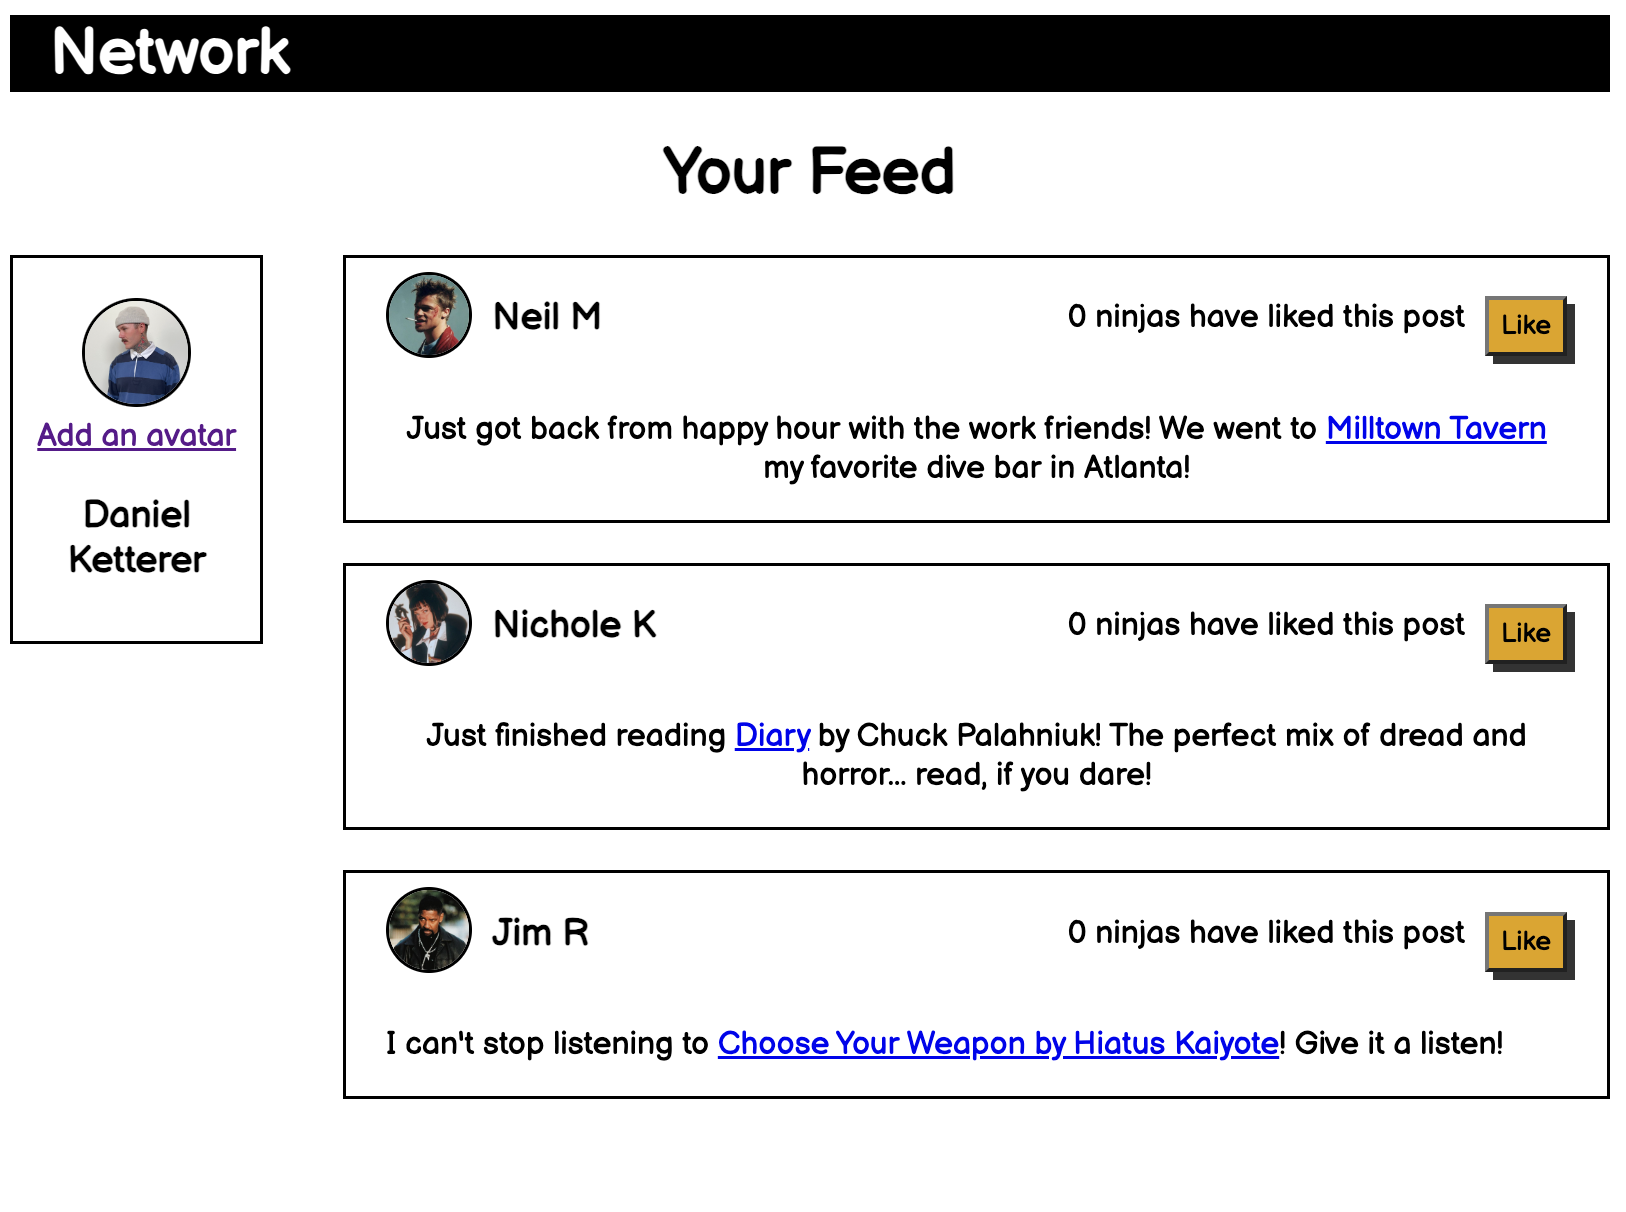 Network
Your Feed
Add an avatar
Daniel
Ketterer
Neil M
0 ninjas have liked this post
Like
Just got back from happy hour with the work friends! We went to Milltown Tavern
my favorite dive bar in Atlanta!
Nichole K
0 ninjas have liked this post
Like
Just finished reading Diary by Chuck Palahniuk! The perfect mix of dread and
horror... read, if you dare!
Jim R
0 ninjas have liked this post
Like
I can't stop listening to Choose Your Weapon by Hiatus Kaiyote! Give it a listen!